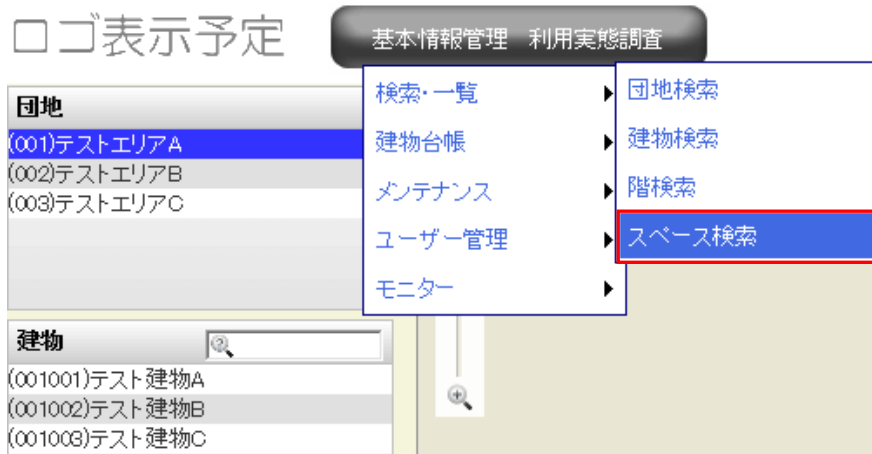 ロゴ表示予定
基本情報管理 利用実態調査
団地
(001)テストエリアA
(002)テストエリアB
(003)テストエリアC
検索・一覧
建物台帳
メンテナンス
ユーザー管理
モニター
団地検索
建物検索
階検索
スペース検索
建物
(001001)テスト建物A
(001002)テスト建物B
(001003)テスト建物C